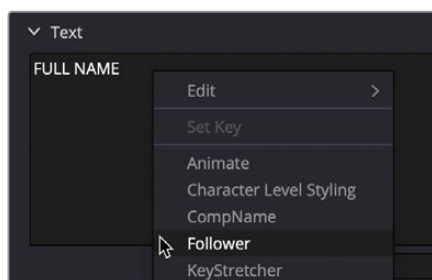 Text
FULL NAME
Edit
Set Key
Animate
Character Level Styling
CompName
Follower
KeyStretcher